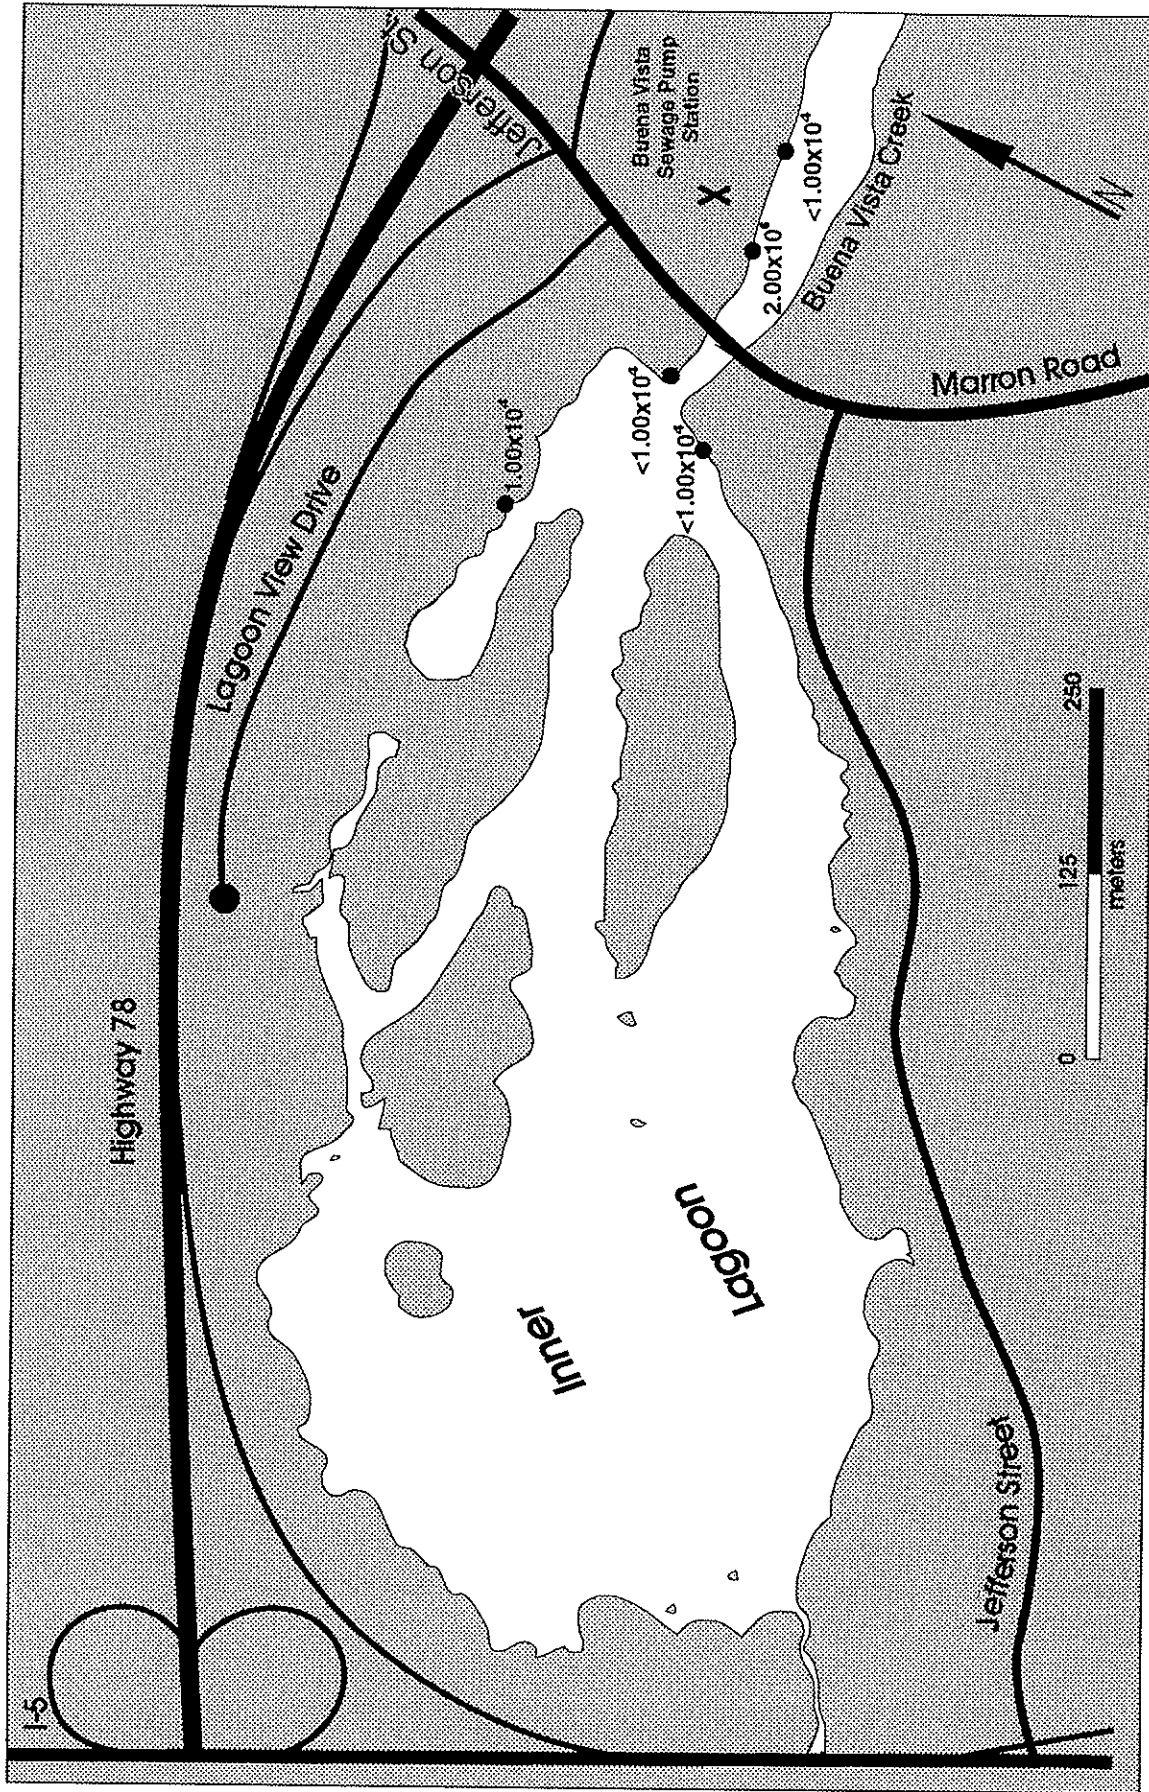 I-5
Highway 78
Lagoon View Drive
Jefferson St
Buena Vista
Sewage Pump
Station
X
<1.00x10⁴
2.00x10⁶
Buena Vista Creek
N
1.00x10⁴
<1.00x10⁴
<1.00x10⁴
Marron Road
Inner
Lagoon
Jefferson Street
0 125 250
meters